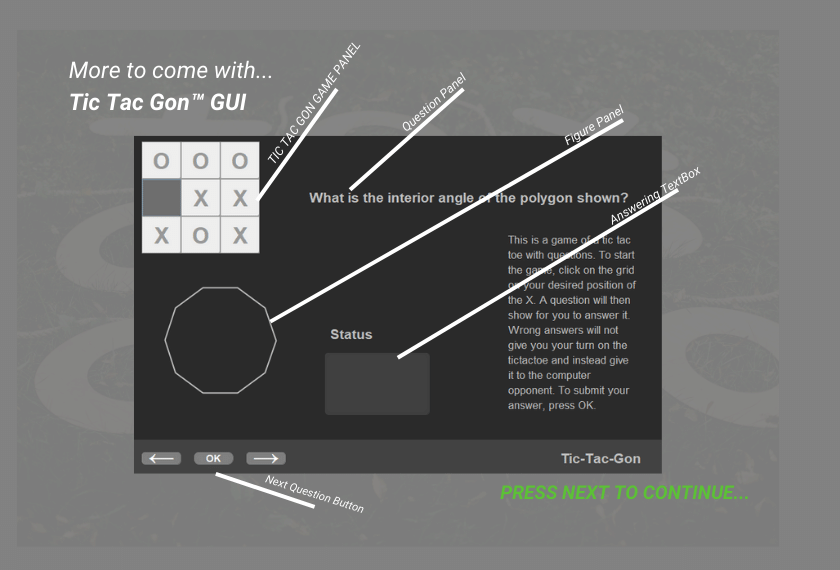 More to come with...
Tic Tac Gon™ GUI
TIC TAC GON GAME PANEL
Question Panel
Figure Panel
Answering TextBox
O O O
X X
X O X
What is the interior angle of the polygon shown?
This is a game of a tic tac
toe with questions. To start
the game, click on the grid
on your desired position of
the X. A question will then
show for you to answer it.
Wrong answers will not
give you your turn on the
tictactoe and instead give
it to the computer
opponent. To submit your
answer, press OK.
Status
OK
Tic-Tac-Gon
Next Question Button
PRESS NEXT TO CONTINUE...